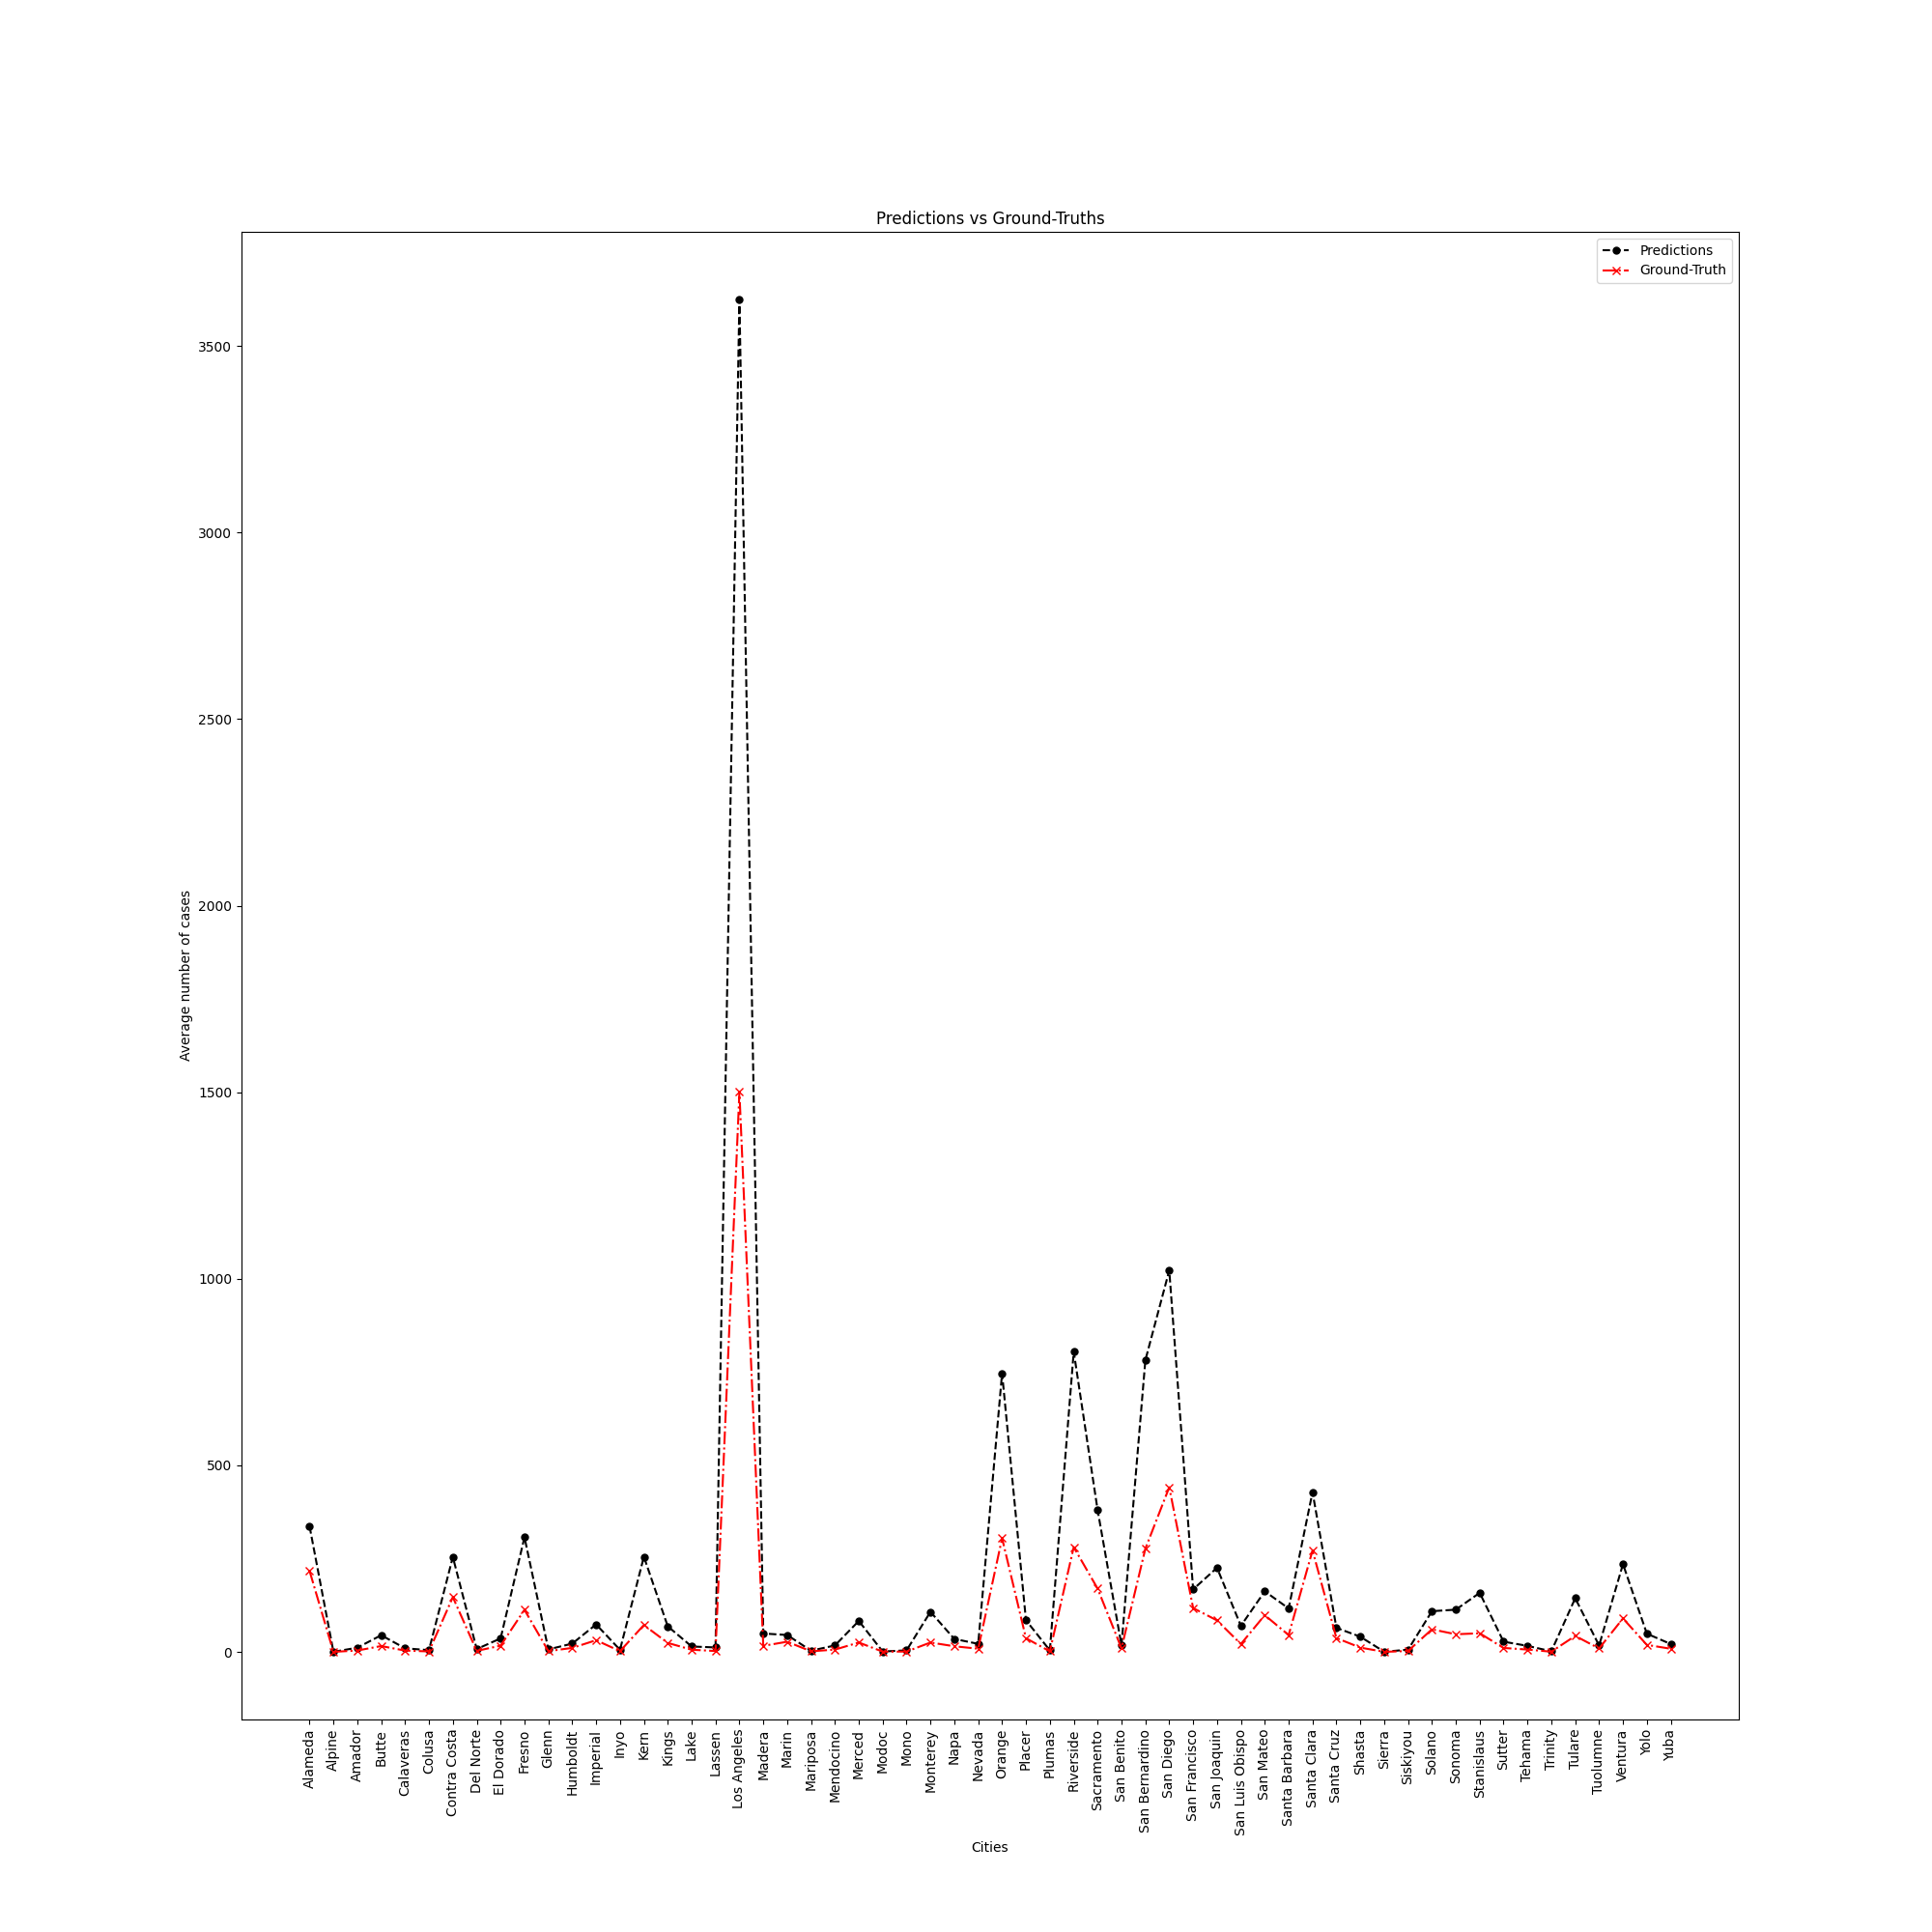 Predictions vs Ground-Truths
Predictions
Ground-Truth
3500
3000
2500
2000
1500
1000
500
0
Average number of cases
Alameda
Alpine
Amador
Butte
Calaveras
Colusa
Contra Costa
Del Norte
El Dorado
Fresno
Glenn
Humboldt
Imperial
Inyo
Kern
Kings
Lake
Lassen
Los Angeles
Madera
Marin
Mariposa
Mendocino
Merced
Modoc
Mono
Monterey
Napa
Nevada
Orange
Placer
Plumas
Riverside
Sacramento
San Benito
San Bernardino
San Diego
San Francisco
San Joaquin
San Luis Obispo
San Mateo
Santa Barbara
Santa Clara
Santa Cruz
Shasta
Sierra
Siskiyou
Solano
Sonoma
Stanislaus
Sutter
Tehama
Trinity
Tulare
Tuolumne
Ventura
Yolo
Yuba
Cities